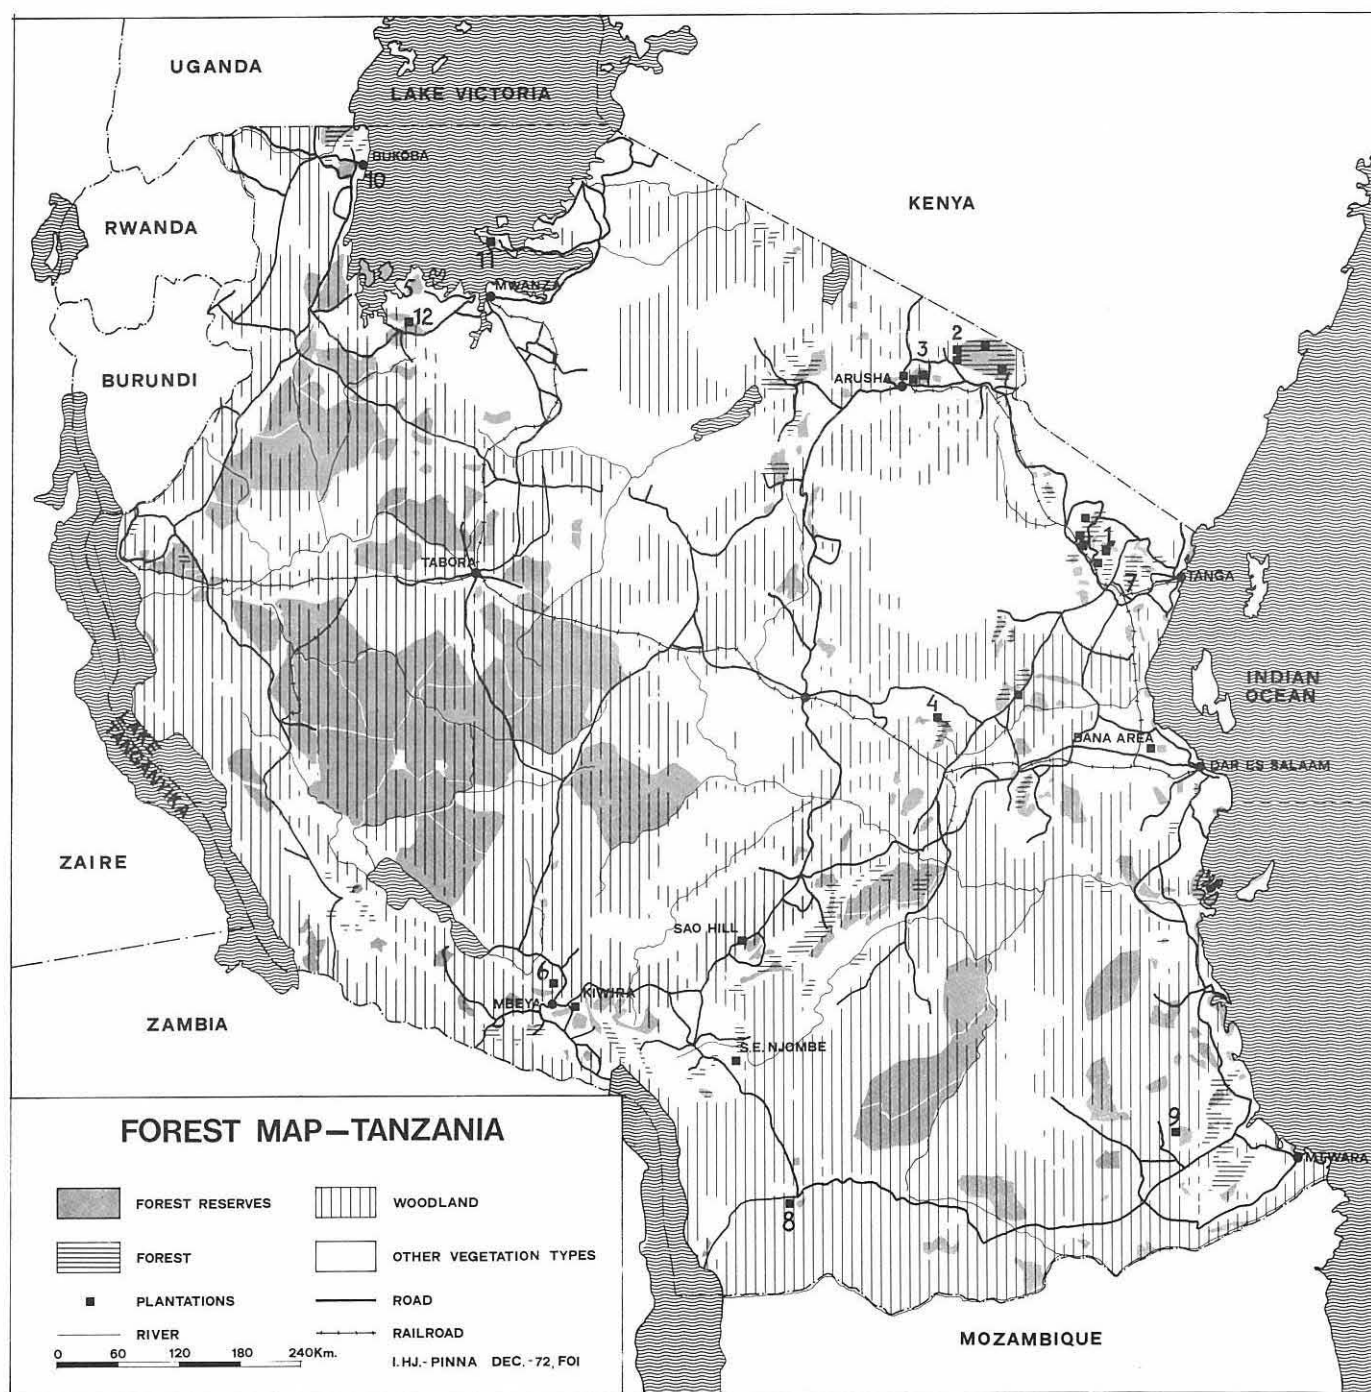 UGANDA
LAKE VICTORIA
BUKOBA
10
RWANDA
KENYA
11
MWANZA
5
12
2
3
ARUSHA
BURUNDI
1
7
TANGA
TABORA
INDIAN
OCEAN
4
BANA AREA
DAR ES SALAAM
LAKE
TANGANYIKA
ZAIRE
SAO HILL
6
KIWIRA
MBEYA
ZAMBIA
S.E. NJOMBE
9
MTWARA
8
MOZAMBIQUE
FOREST MAP—TANZANIA
FOREST RESERVES
WOODLAND
FOREST
OTHER VEGETATION TYPES
PLANTATIONS
ROAD
RIVER
RAILROAD
0 60 120 180 240Km.
I.HJ.- PINNA DEC.-72, FOI